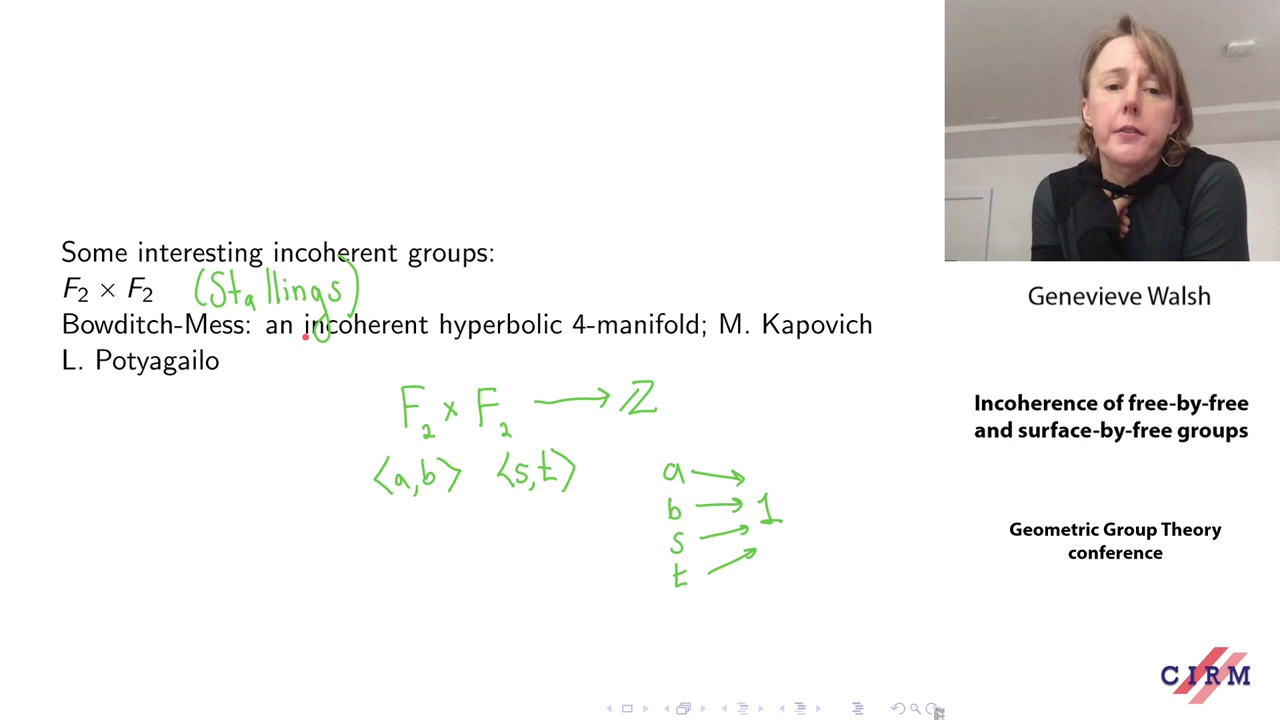 Some interesting incoherent groups:
F₂ × F₂ (Stallings)
Bowditch-Mess: an incoherent hyperbolic 4-manifold; M. Kapovich
L. Potyagailo
F₂ × F₂ → ℤ
⟨a,b⟩ ⟨s,t⟩
a →
b → 1
s →
t →
Genevieve Walsh
Incoherence of free-by-free
and surface-by-free groups
Geometric Group Theory
conference
CIRM